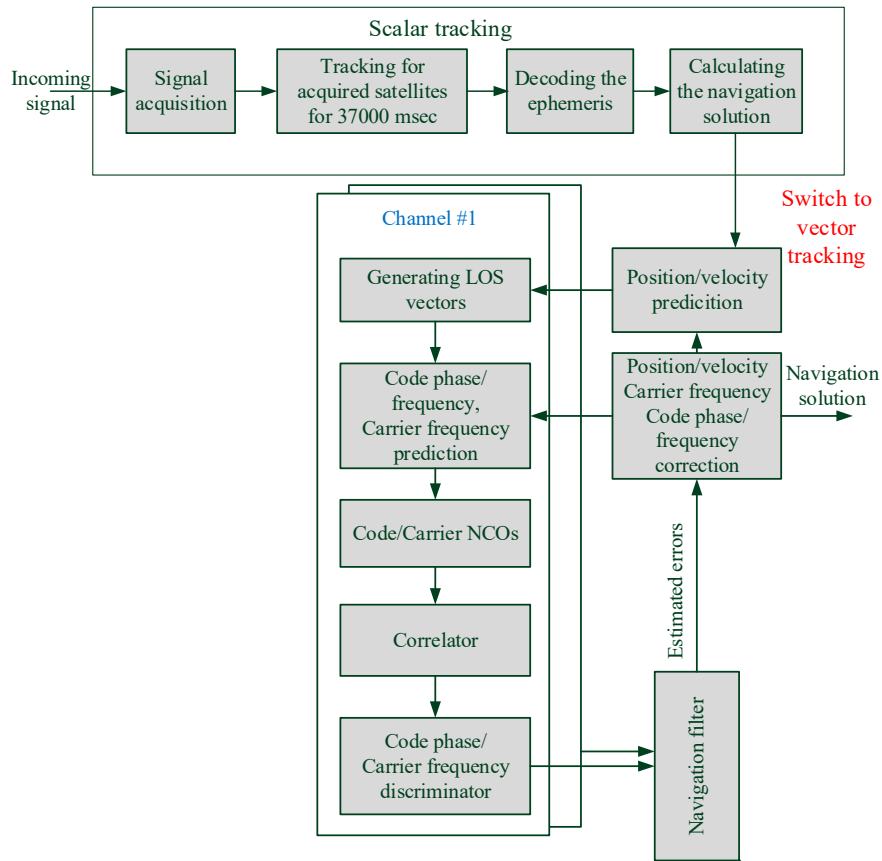 Scalar tracking
Incoming
signal
Signal
acquisition
Tracking for
acquired satellites
for 37000 msec
Decoding the
ephemeris
Calculating
the navigation
solution
Switch to
vector
tracking
Channel #1
Generating LOS
vectors
Position/velocity
predicition
Code phase/
frequency,
Carrier frequency
prediction
Position/velocity
Carrier frequency
Code phase/
frequency
correction
Navigation
solution
Code/Carrier NCOs
Estimated errors
Correlator
Code phase/
Carrier frequency
discriminator
Navigation filter